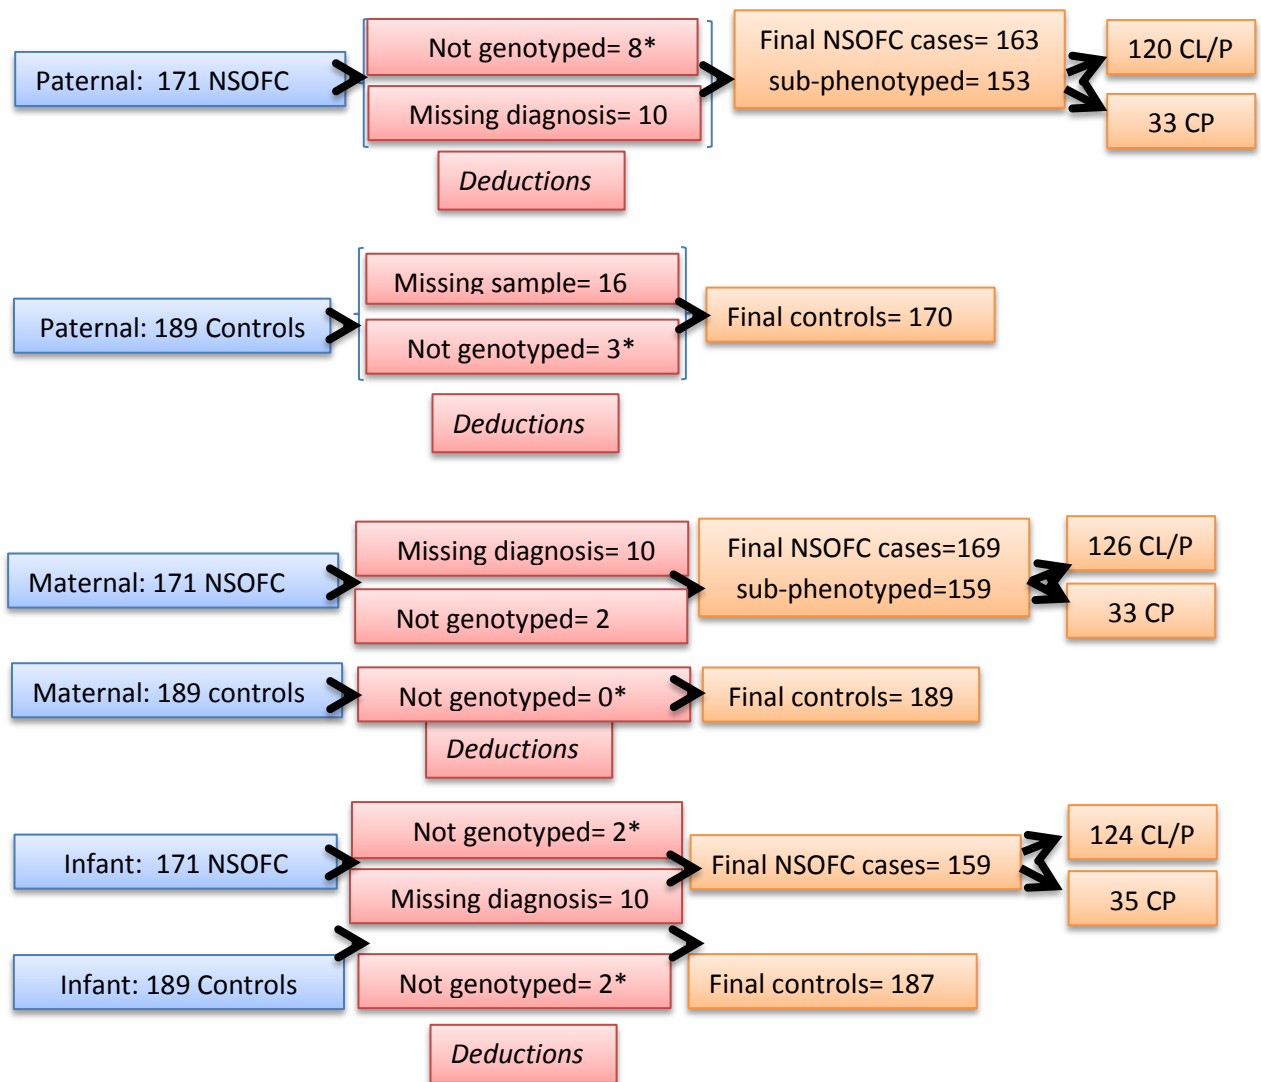 Paternal: 171 NSOFC
Not genotyped= 8*
Missing diagnosis= 10
Deductions
Final NSOFC cases= 163
sub-phenotyped= 153
120 CL/P
33 CP
Paternal: 189 Controls
Missing sample= 16
Not genotyped= 3*
Deductions
Final controls= 170
Maternal: 171 NSOFC
Missing diagnosis= 10
Not genotyped= 2
Final NSOFC cases=169
sub-phenotyped=159
126 CL/P
33 CP
Maternal: 189 controls
Not genotyped= 0*
Deductions
Final controls= 189
Infant: 171 NSOFC
Not genotyped= 2*
Missing diagnosis= 10
Final NSOFC cases= 159
124 CL/P
35 CP
Infant: 189 Controls
Not genotyped= 2*
Deductions
Final controls= 187